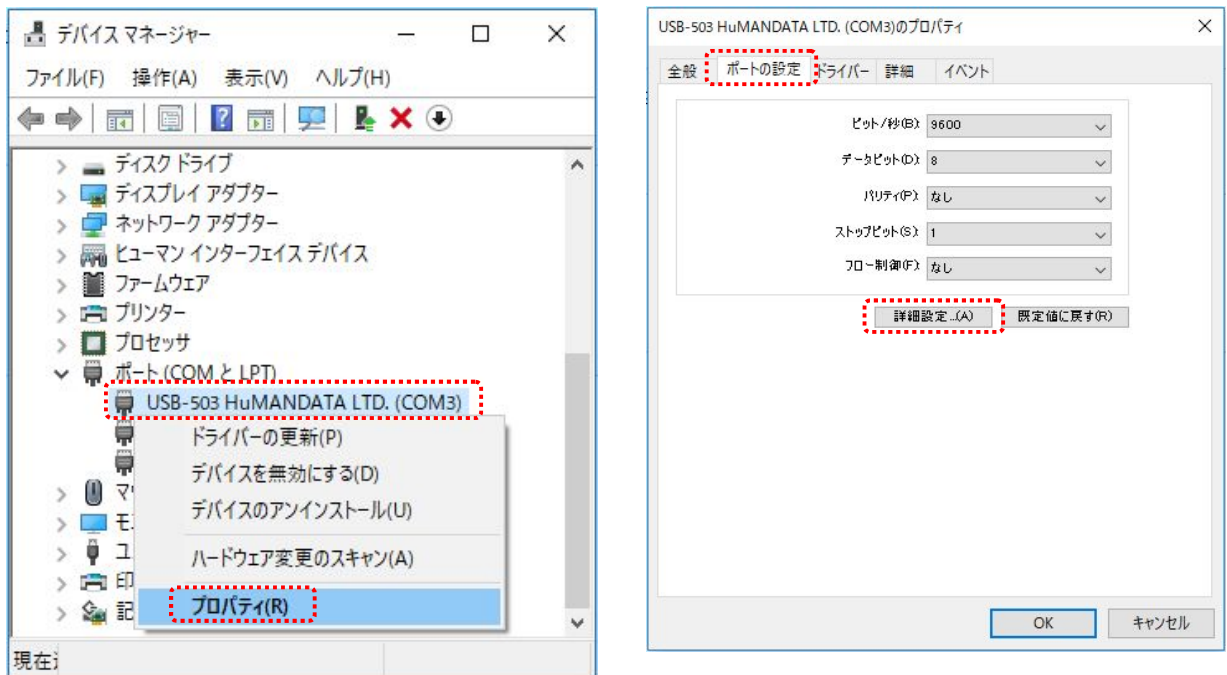 デバイス マネージャー
ファイル(F) 操作(A) 表示(V) ヘルプ(H)
ディスク ドライブ
ディスプレイ アダプター
ネットワーク アダプター
ヒューマン インターフェイス デバイス
ファームウェア
プリンター
プロセッサ
ポート (COM と LPT)
USB-503 HuMANDATA LTD. (COM3)
ドライバーの更新(P)
デバイスを無効にする(D)
デバイスのアンインストール(U)
ハードウェア変更のスキャン(A)
プロパティ(R)
マ
モ
ユ
印
記
現在
USB-503 HuMANDATA LTD. (COM3)のプロパティ
全般 ポートの設定 ドライバー 詳細 イベント
ビット/秒(B): 9600
データ ビット(D): 8
パリティ(P): なし
ストップ ビット(S): 1
フロー制御(F): なし
詳細設定...(A) 既定値に戻す(R)
OK キャンセル